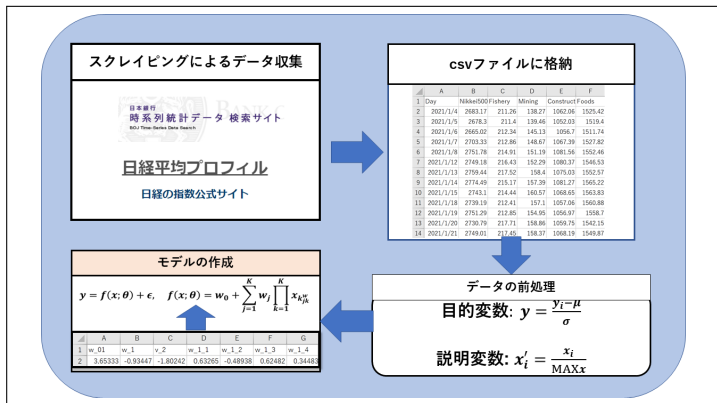 スクレイピングによるデータ収集
日本銀行
時系列統計データ 検索サイト
BOJ Time-Series Data Search
日経平均プロフィル
日経の指数公式サイト
csvファイルに格納
A B C D E F
1 Day Nikkei500 Fishery Mining Construct Foods
2 2021/1/4 2683.17 211.26 138.27 1062.06 1525.42
3 2021/1/5 2678.3 211.4 139.46 1052.03 1519.4
4 2021/1/6 2665.02 212.34 145.13 1056.7 1511.74
5 2021/1/7 2703.33 212.86 148.67 1067.39 1527.82
6 2021/1/8 2751.78 214.91 151.19 1081.56 1552.46
7 2021/1/12 2749.18 216.43 152.29 1080.37 1546.53
8 2021/1/13 2759.44 217.52 158.4 1075.03 1552.57
9 2021/1/14 2774.49 215.17 157.39 1081.27 1565.22
10 2021/1/15 2743.1 214.44 160.57 1068.65 1563.83
11 2021/1/18 2739.19 212.41 157.1 1057.06 1560.88
12 2021/1/19 2751.29 212.85 154.95 1056.97 1558.7
13 2021/1/20 2730.79 217.71 158.86 1059.75 1542.15
14 2021/1/21 2749.01 217.45 158.37 1068.19 1549.87
データの前処理
目的変数: y = (y_i−μ)/σ
説明変数: x′_i = x_i/MAXx
モデルの作成
y = f(x; θ) + ϵ, f(x; θ) = w_0 + ∑_{j=1}^{K} w_j ∏_{k=1}^{K} x_{k_{jk}^{w}}
A B C D E F G
1 w_01 w_1 v_2 w_1_1 w_1_2 w_1_3 w_1_4
2 3.65333 -0.93447 -1.80242 0.63265 -0.48938 0.62482 0.34483